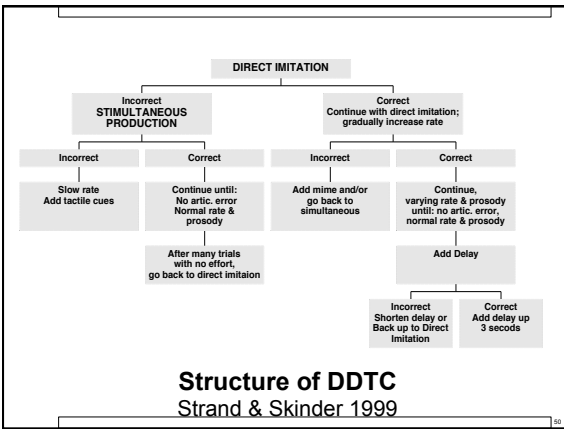 DIRECT IMITATION
Incorrect
STIMULTANEOUS
PRODUCTION
Correct
Continue with direct imitation;
gradually increase rate
Incorrect
Correct
Incorrect
Correct
Slow rate
Add tactile cues
Continue until:
No artic. error
Normal rate &
prosody
Add mime and/or
go back to
simultaneous
Continue,
varying rate & prosody
until: no artic. error,
normal rate & prosody
After many trials
with no effort,
go back to direct imitaion
Add Delay
Incorrect
Shorten delay or
Back up to Direct
Imitation
Correct
Add delay up
3 secods
Structure of DDTC
Strand & Skinder 1999
50